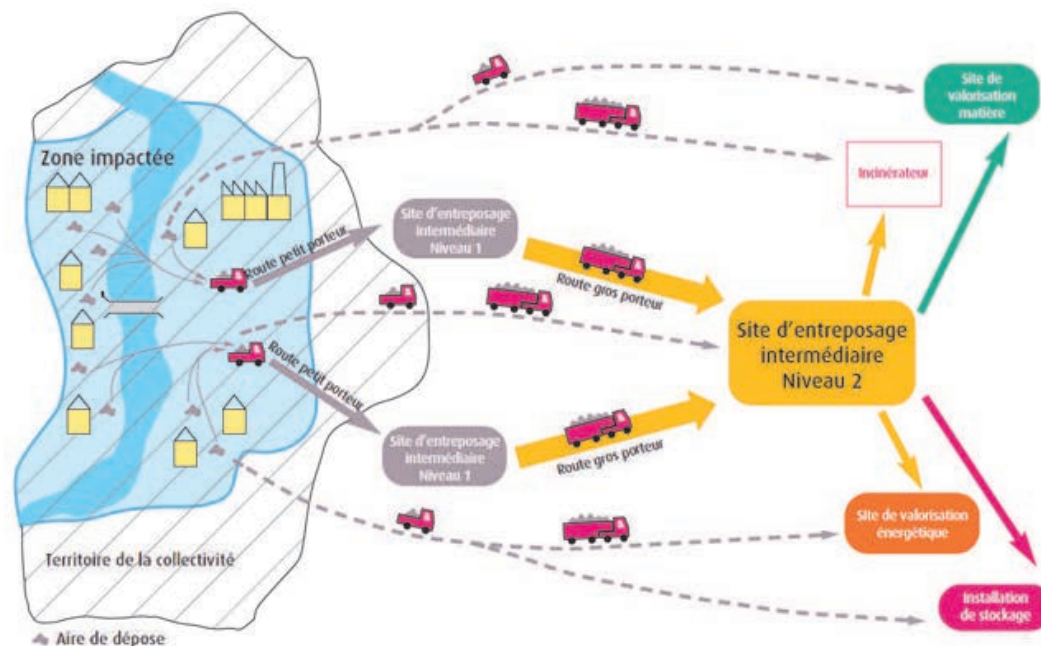 Zone impactée
Route petit porteur
Site d'entreposage
intermédiaire
Niveau 1
Route gros porteur
Site de
valorisation
matière
Incinérateur
Site d'entreposage
intermédiaire
Niveau 2
Route petit porteur
Site d'entreposage
intermédiaire
Niveau 1
Route gros porteur
Site de valorisation
énergétique
Installation
de stockage
Territoire de la collectivité
Aire de dépose